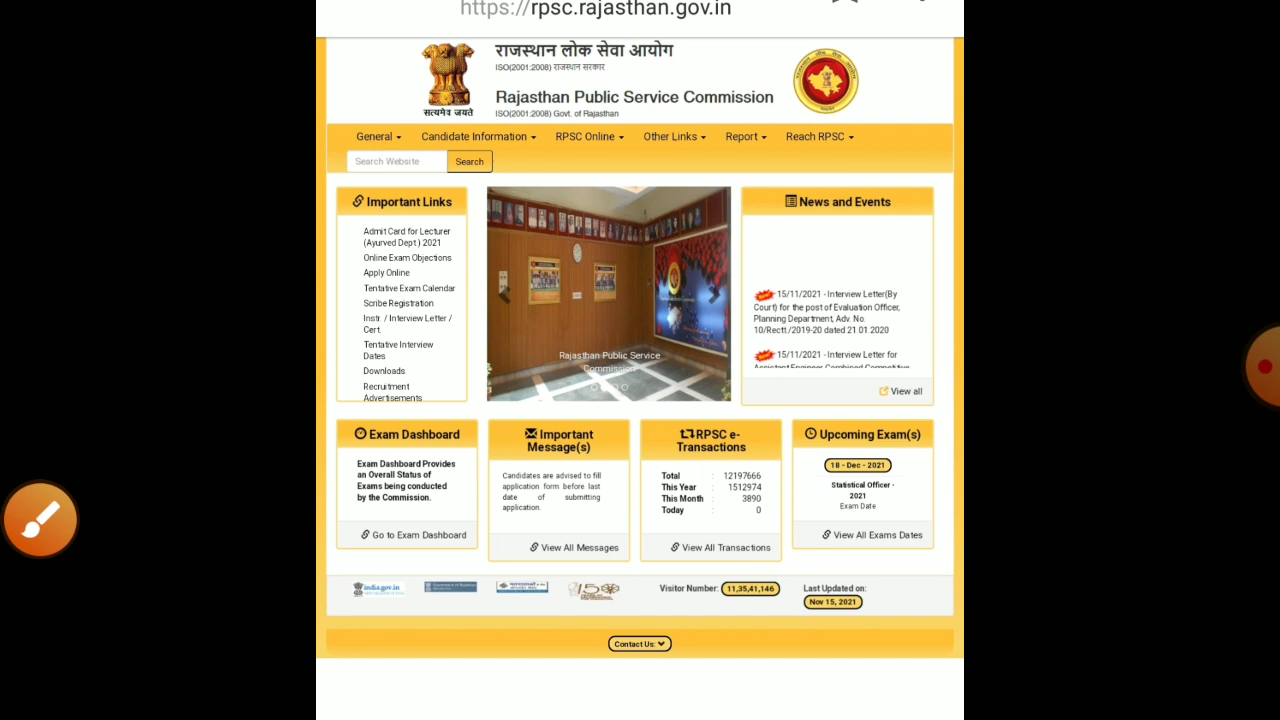 https://rpsc.rajasthan.gov.in
राजस्थान लोक सेवा आयोग
ISO(2001:2008) राजस्थान सरकार
Rajasthan Public Service Commission
ISO(2001:2008) Govt. of Rajasthan
सत्यमेव जयते
General Candidate Information RPSC Online Other Links Report Reach RPSC
Search Website Search
Important Links
Admit Card for Lecturer
(Ayurved Dept.) 2021
Online Exam Objections
Apply Online
Tentative Exam Calendar
Scribe Registration
Instr. / Interview Letter /
Cert.
Tentative Interview
Dates
Downloads
Recruitment
Advertisements
Rajasthan Public Service
Commission
News and Events
15/11/2021 - Interview Letter(By
Court) for the post of Evaluation Officer,
Planning Department, Adv. No.
10/Rectt./2019-20 dated 21.01.2020
15/11/2021 - Interview Letter for
Assistant Engineer Combined Competitive
View all
Exam Dashboard
Exam Dashboard Provides
an Overall Status of
Exams being conducted
by the Commission.
Go to Exam Dashboard
Important
Message(s)
Candidates are advised to fill
application form before last
date of submitting
application.
View All Messages
RPSC e-
Transactions
Total : 12197666
This Year : 1512974
This Month : 3890
Today : 0
View All Transactions
Upcoming Exam(s)
18 - Dec - 2021
Statistical Officer -
2021
Exam Date
View All Exams Dates
india.gov.in
Visitor Number: 11,35,41,146
Last Updated on:
Nov 15, 2021
Contact Us: